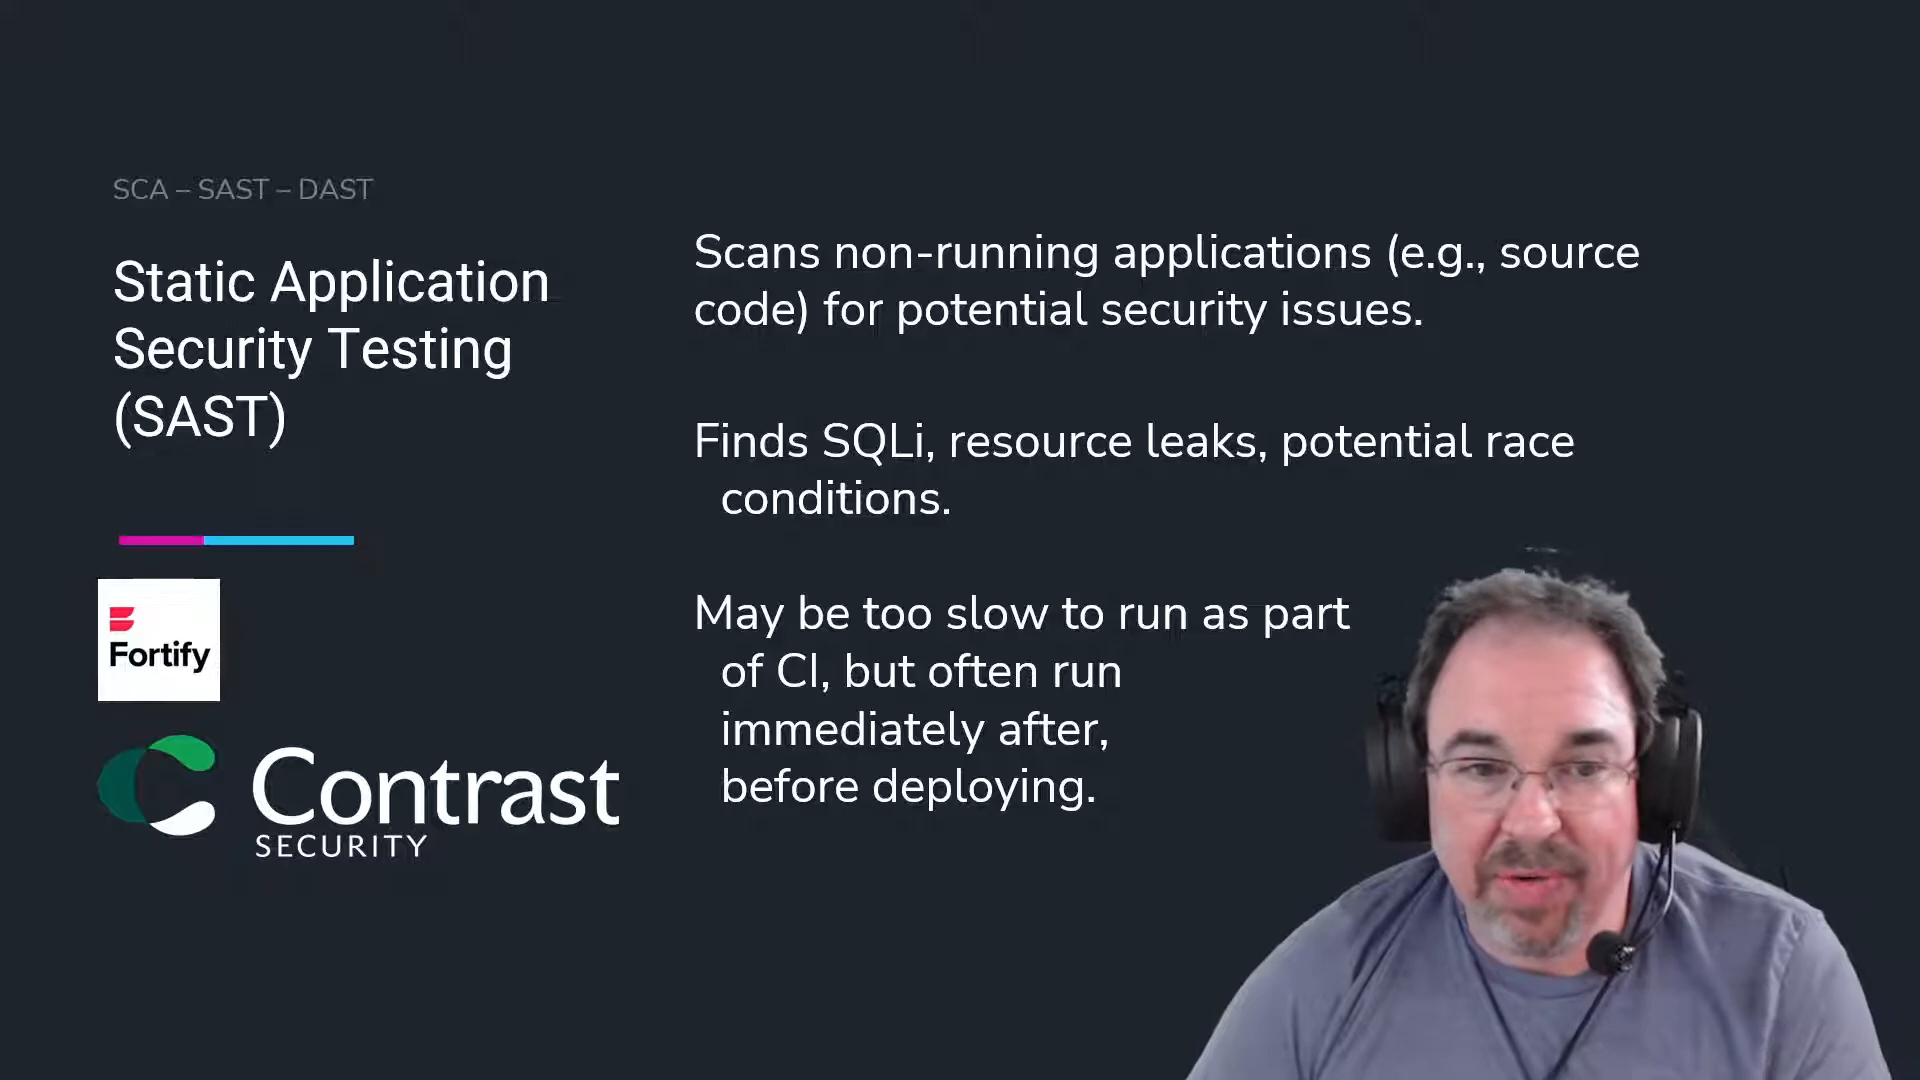 SCA – SAST – DAST
Static Application
Security Testing
(SAST)
Fortify
Contrast
SECURITY
Scans non-running applications (e.g., source
code) for potential security issues.
Finds SQLi, resource leaks, potential race
conditions.
May be too slow to run as part
of CI, but often run
immediately after,
before deploying.